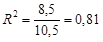 R² = 8,5 / 10,5 = 0,81